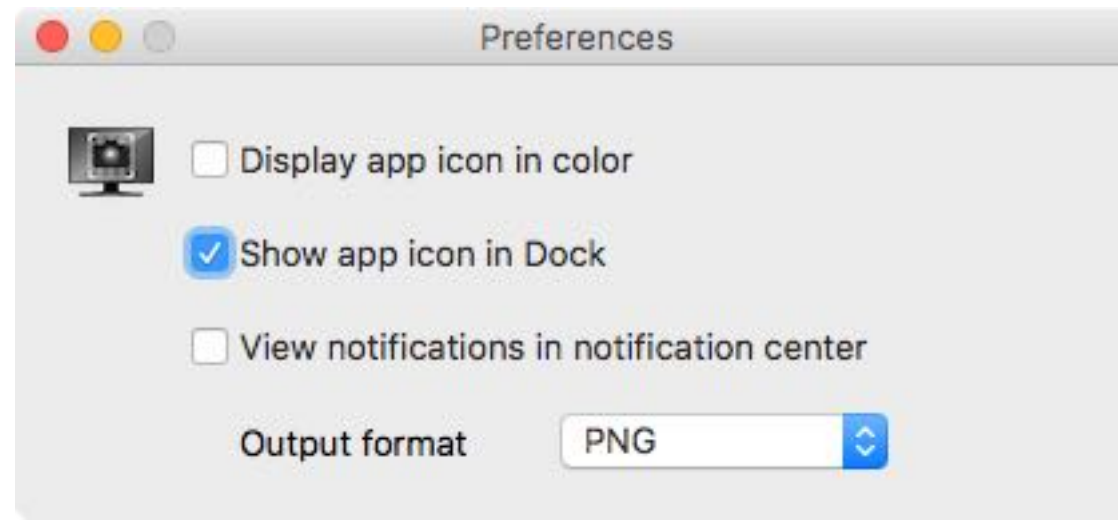 Preferences
Display app icon in color
Show app icon in Dock
View notifications in notification center
Output format PNG